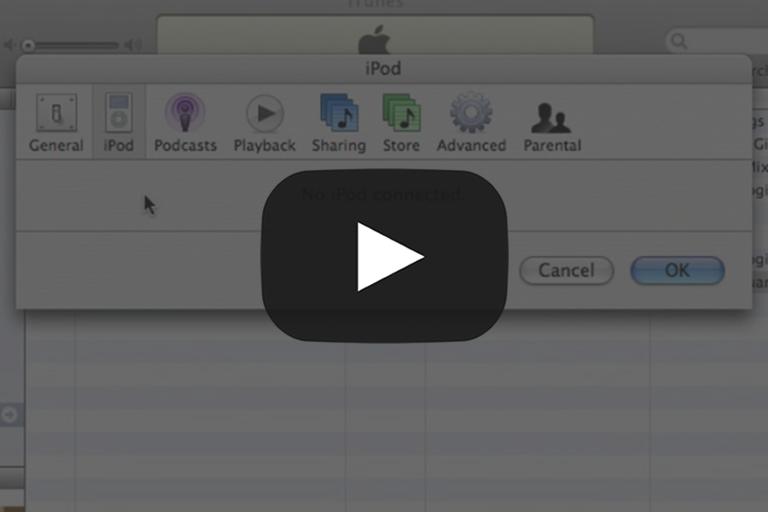 iTunes
iPod
General iPod Podcasts Playback Sharing Store Advanced Parental
No iPod connected.
Cancel OK